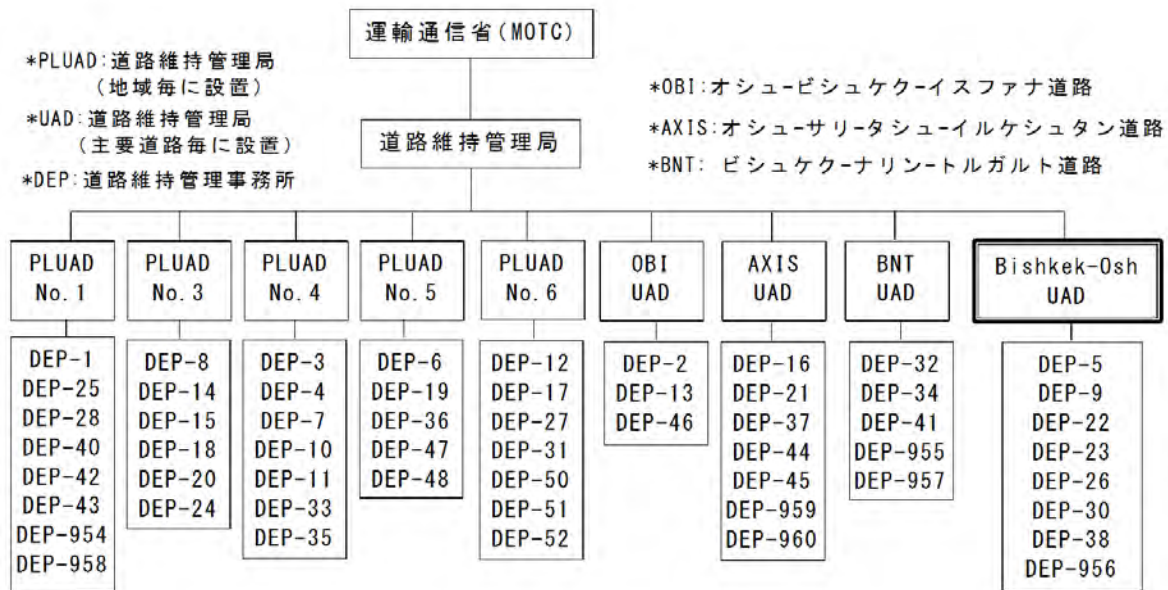 運輸通信省(MOTC)
*PLUAD:道路維持管理局
(地域毎に設置)
*UAD:道路維持管理局
(主要道路毎に設置)
*DEP:道路維持管理事務所
道路維持管理局
*OBI:オシュ-ビシュケク-イスファナ道路
*AXIS:オシュ-サリ-タシュ-イルケシュタン道路
*BNT: ビシュケク-ナリン-トルガルト道路
PLUAD
No.1
DEP-1
DEP-25
DEP-28
DEP-40
DEP-42
DEP-43
DEP-954
DEP-958
PLUAD
No.3
DEP-8
DEP-14
DEP-15
DEP-18
DEP-20
DEP-24
PLUAD
No.4
DEP-3
DEP-4
DEP-7
DEP-10
DEP-11
DEP-33
DEP-35
PLUAD
No.5
DEP-6
DEP-19
DEP-36
DEP-47
DEP-48
PLUAD
No.6
DEP-12
DEP-17
DEP-27
DEP-31
DEP-50
DEP-51
DEP-52
OBI
UAD
DEP-2
DEP-13
DEP-46
AXIS
UAD
DEP-16
DEP-21
DEP-37
DEP-44
DEP-45
DEP-959
DEP-960
BNT
UAD
DEP-32
DEP-34
DEP-41
DEP-955
DEP-957
Bishkek-Osh
UAD
DEP-5
DEP-9
DEP-22
DEP-23
DEP-26
DEP-30
DEP-38
DEP-956